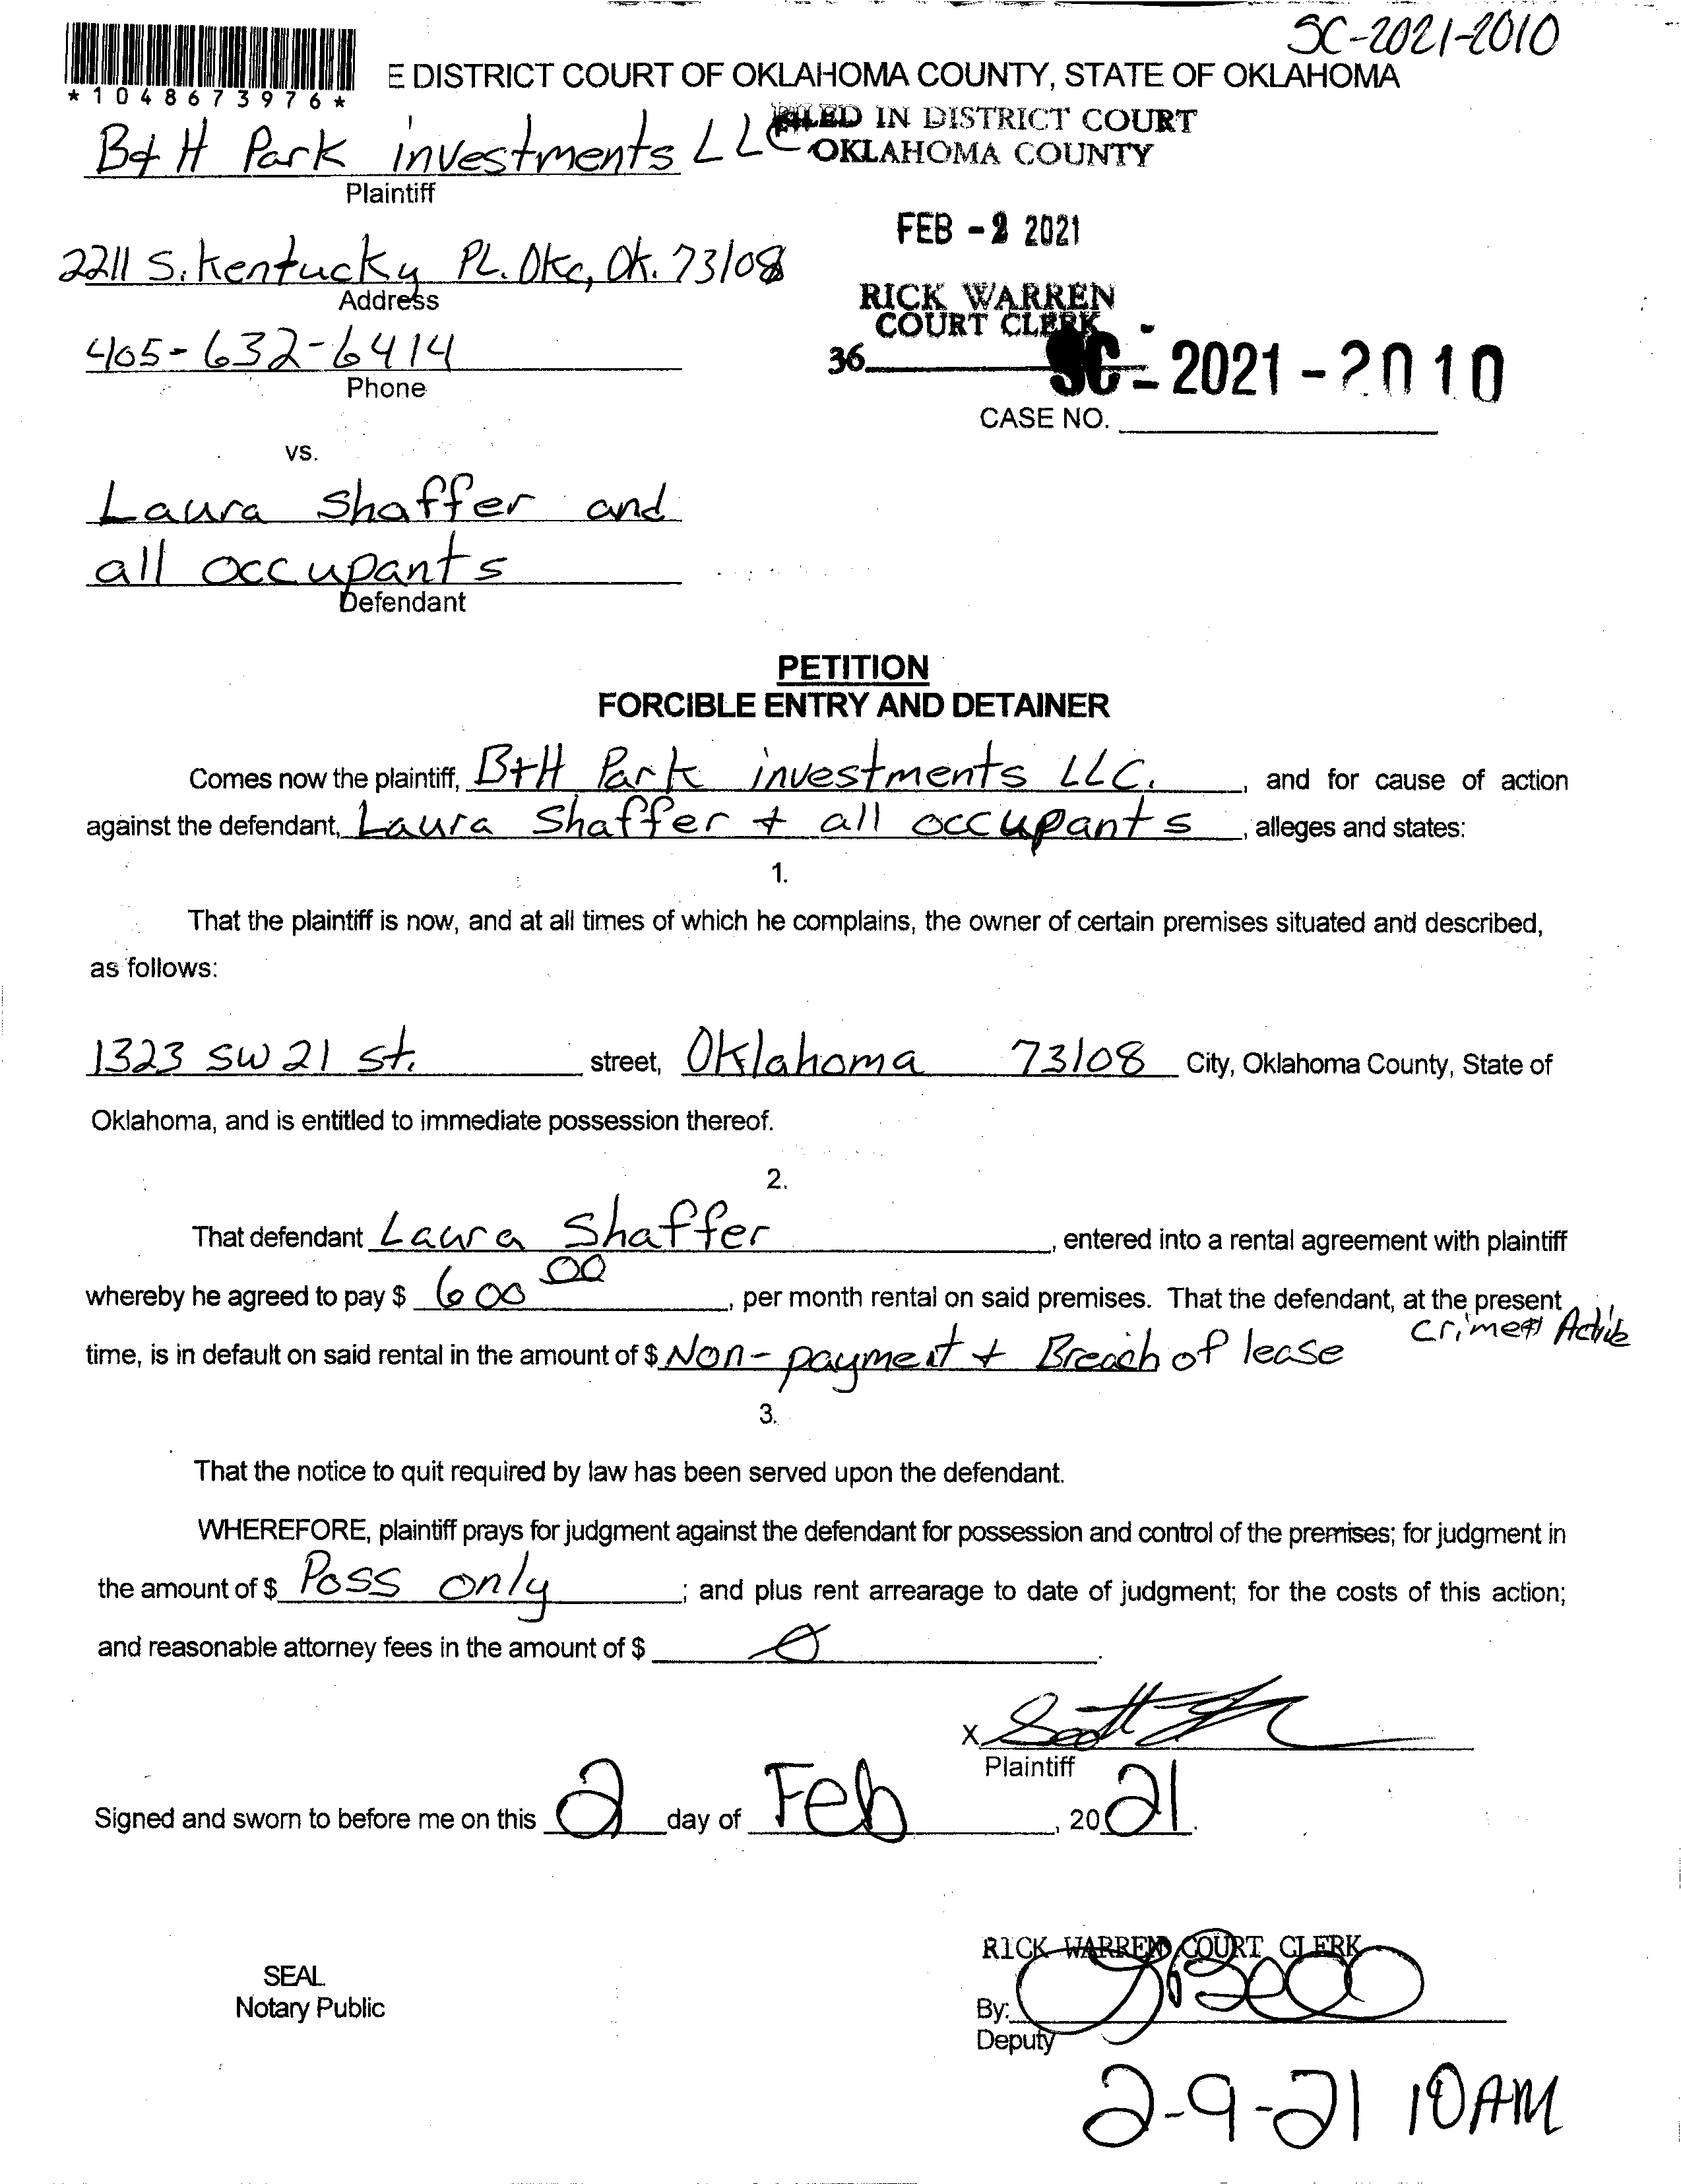 SC-2021-2010
*1048673976*
E DISTRICT COURT OF OKLAHOMA COUNTY, STATE OF OKLAHOMA
FILED IN DISTRICT COURT
OKLAHOMA COUNTY
B+H Park investments LLC
Plaintiff
FEB -2 2021
2211 S. Kentucky PL. Okc, Ok. 73108
Address
RICK WARREN
COURT CLERK
405-632-6414
Phone
36
SC-2021-2010
CASE NO.
vs.
Laura Shaffer and
all occupants
Defendant
PETITION
FORCIBLE ENTRY AND DETAINER
Comes now the plaintiff, B+H Park investments LLC. , and for cause of action
against the defendant, Laura Shaffer + all occupants , alleges and states:
1.
That the plaintiff is now, and at all times of which he complains, the owner of certain premises situated and described,
as follows:
1323 SW 21 st. street, Oklahoma 73108 City, Oklahoma County, State of
Oklahoma, and is entitled to immediate possession thereof.
2.
That defendant Laura Shaffer , entered into a rental agreement with plaintiff
whereby he agreed to pay $ 600 00 , per month rental on said premises. That the defendant, at the present
time, is in default on said rental in the amount of $ Non-payment + Breach of lease
3.
That the notice to quit required by law has been served upon the defendant.
WHEREFORE, plaintiff prays for judgment against the defendant for possession and control of the premises; for judgment in
the amount of $ Poss only ; and plus rent arrearage to date of judgment; for the costs of this action;
and reasonable attorney fees in the amount of $ 0 .
X Scott
Plaintiff
Signed and sworn to before me on this 2 day of Feb , 20 21.
RICK WARREN COURT CLERK
SEAL
Notary Public
By:
Deputy
2-9-21 10AM